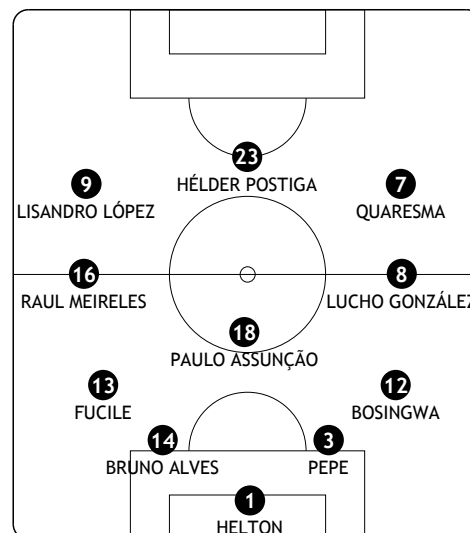 23
HÉLDER POSTIGA
9
LISANDRO LÓPEZ
7
QUARESMA
16
RAUL MEIRELES
8
LUCHO GONZÁLEZ
18
PAULO ASSUNÇÃO
13
FUCILE
12
BOSINGWA
14
BRUNO ALVES
3
PEPE
1
HELTON